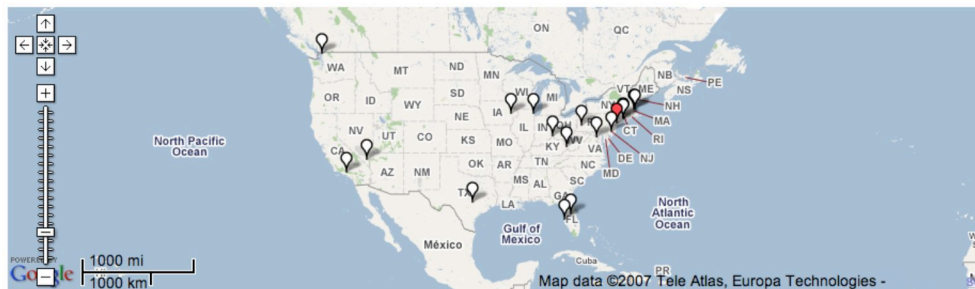 ON
QC
WA
MT
ND
MN
NB
PE
VT
ME
NS
OR
ID
SD
WI
MI
NY
NH
WY
IA
MA
North Pacific
Ocean
NV
UT
NE
IL
IN
OH
CT
RI
CA
CO
KS
MO
KY
WV
VA
NJ
DE
MD
AZ
NM
OK
AR
TN
NC
MS
AL
SC
TX
LA
GA
FL
North
Atlantic
Ocean
Gulf of
Mexico
México
Cuba
PR
POWERED BY
Google
1000 mi
1000 km
Map data ©2007 Tele Atlas, Europa Technologies -